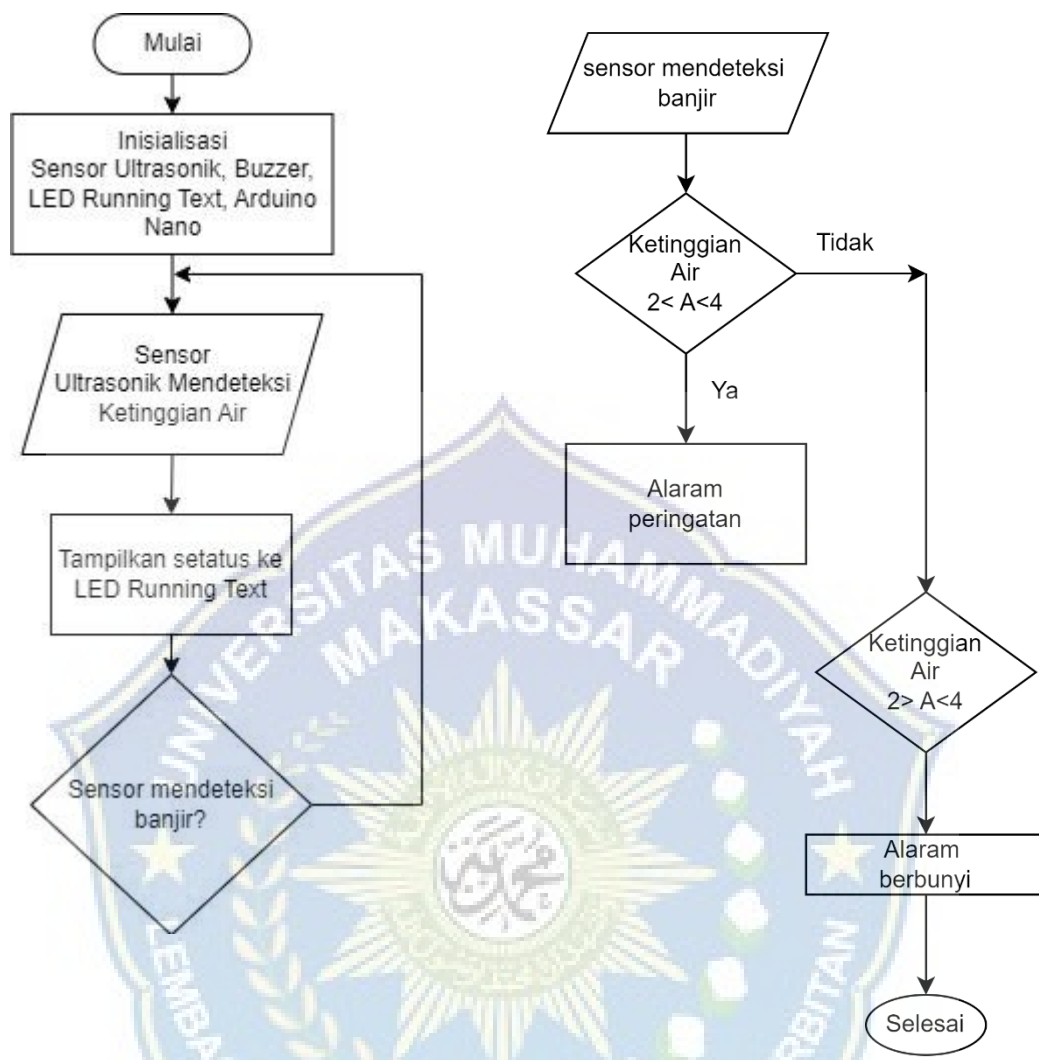 Mulai
Inisialisasi
Sensor Ultrasonik, Buzzer,
LED Running Text, Arduino
Nano
Sensor
Ultrasonik Mendeteksi
Ketinggian Air
Tampilkan setatus ke
LED Running Text
Sensor mendeteksi
banjir?
sensor mendeteksi
banjir
Ketinggian
Air
2< A<4
Tidak
Ya
Alaram
peringatan
Ketinggian
Air
2> A<4
Alaram
berbunyi
Selesai
UNIVERSITAS MUHAMMADIYAH
MAKASSAR